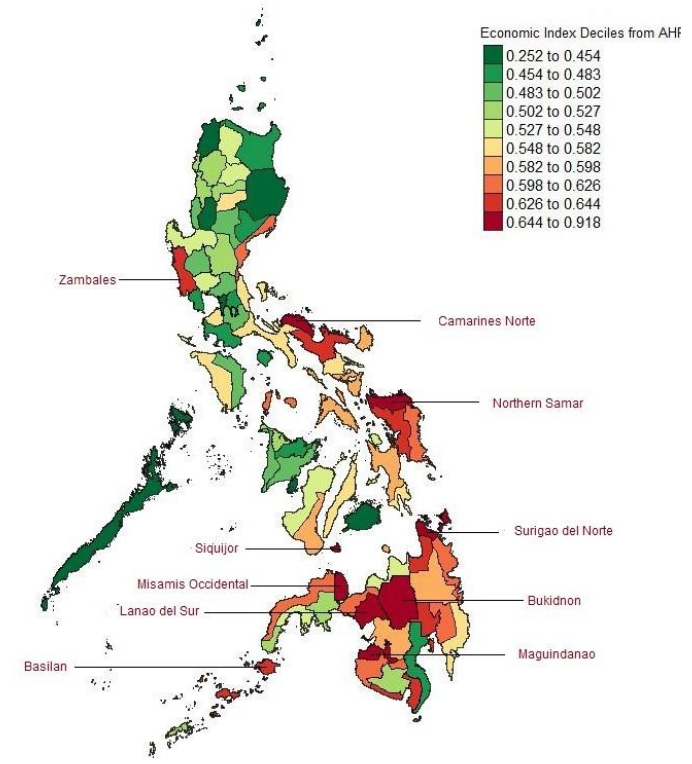 Economic Index Deciles from AHP
0.252 to 0.454
0.454 to 0.483
0.483 to 0.502
0.502 to 0.527
0.527 to 0.548
0.548 to 0.582
0.582 to 0.598
0.598 to 0.626
0.626 to 0.644
0.644 to 0.918
Zambales
Camarines Norte
Northern Samar
Surigao del Norte
Siquijor
Misamis Occidental
Bukidnon
Lanao del Sur
Maguindanao
Basilan